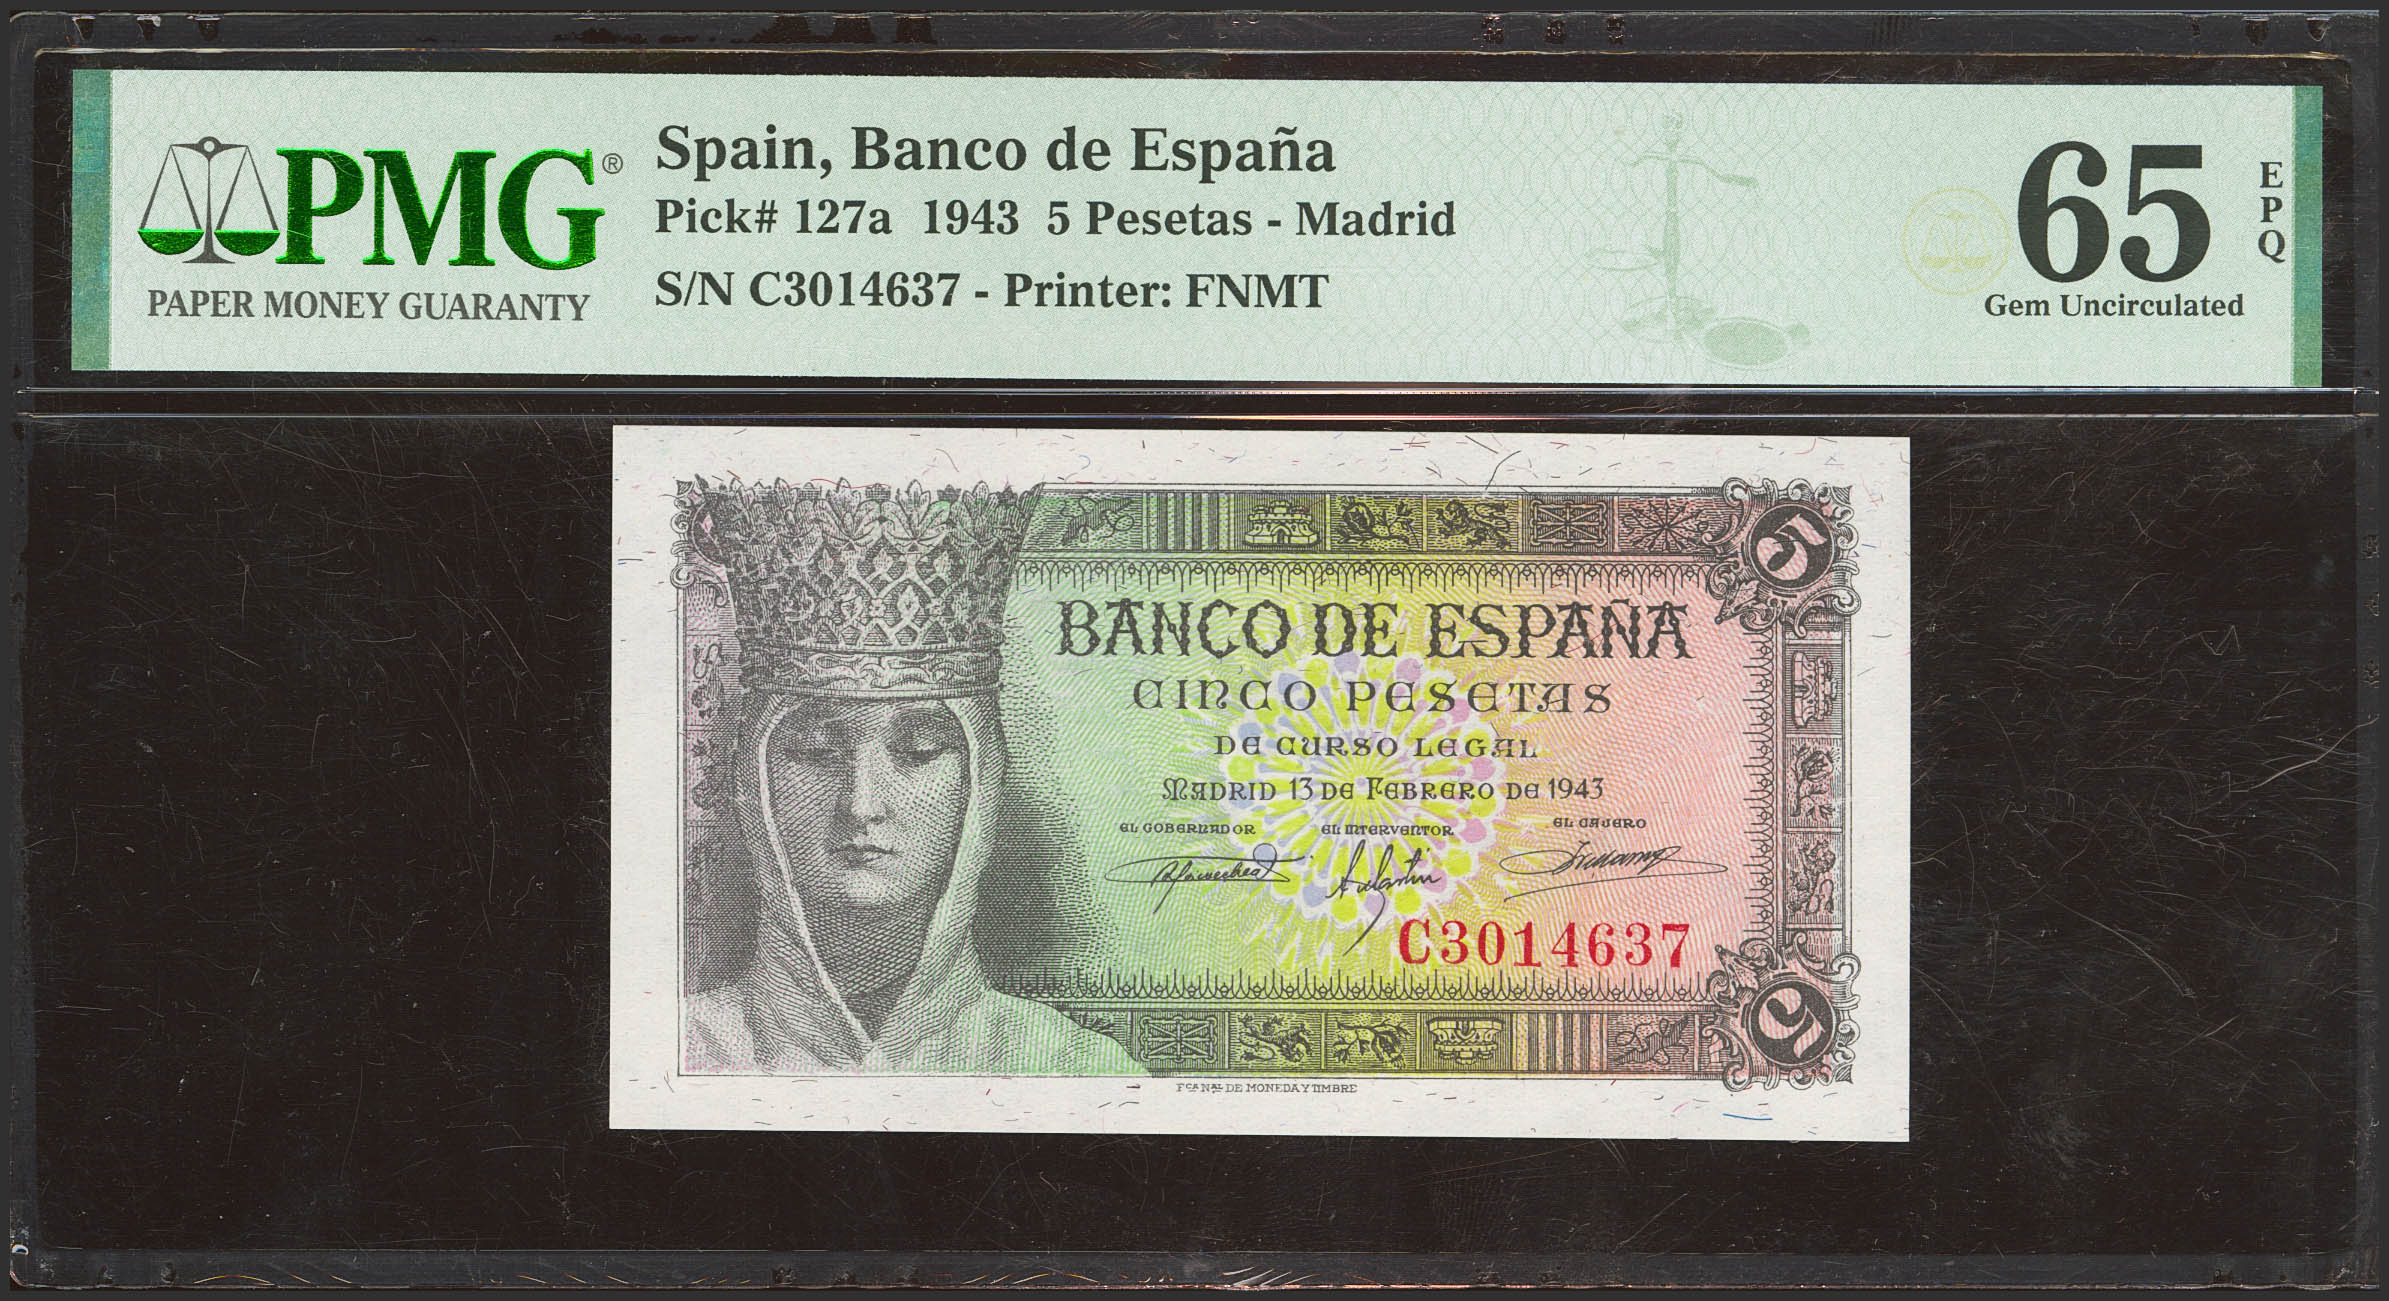 PMG®
PAPER MONEY GUARANTY
Spain, Banco de España
Pick# 127a 1943 5 Pesetas - Madrid
S/N C3014637 - Printer: FNMT
65
EPQ
Gem Uncirculated
5
BANCO DE ESPAÑA
CINCO PESETAS
DE CURSO LEGAL
MADRID 13 DE FEBRERO DE 1943
EL GOBERNADOR EL INTERVENTOR EL CAJERO
C3014637
5
FCA NAL DE MONEDA Y TIMBRE